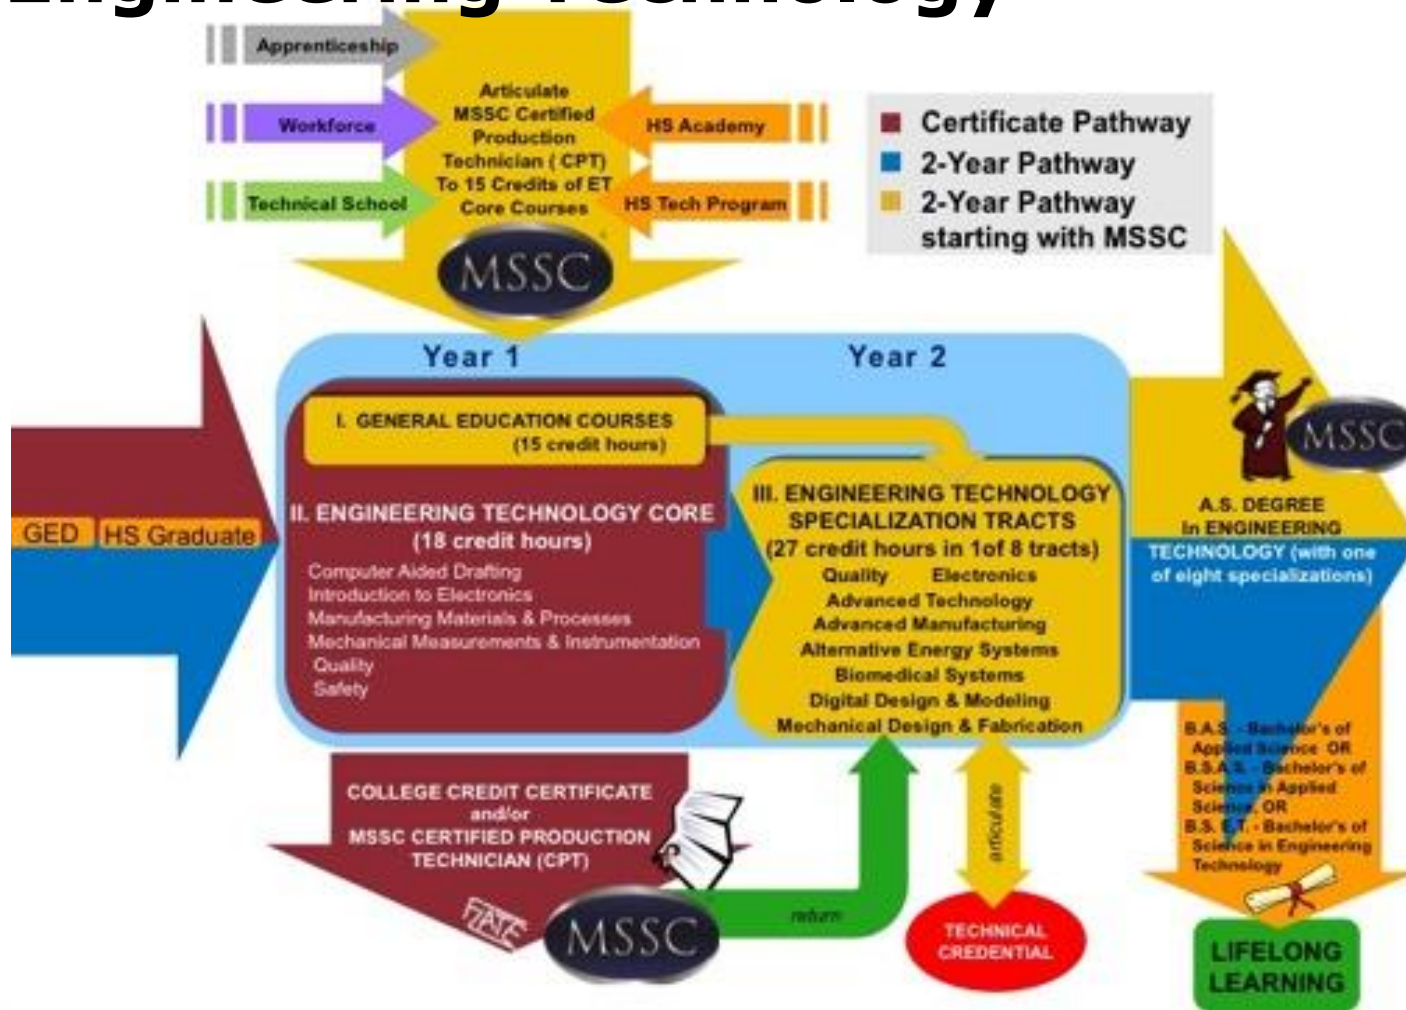 Engineering Technology
Apprenticeship
Workforce
Technical School
Articulate
MSSC Certified
Production
Technician ( CPT)
To 15 Credits of ET
Core Courses
HS Academy
HS Tech Program
MSSC
Certificate Pathway
2-Year Pathway
2-Year Pathway
starting with MSSC
Year 1
Year 2
GED
HS Graduate
I. GENERAL EDUCATION COURSES
(15 credit hours)
II. ENGINEERING TECHNOLOGY CORE
(18 credit hours)
Computer Aided Drafting
Introduction to Electronics
Manufacturing Materials & Processes
Mechanical Measurements & Instrumentation
Quality
Safety
III. ENGINEERING TECHNOLOGY
SPECIALIZATION TRACTS
(27 credit hours in 1of 8 tracts)
Quality Electronics
Advanced Technology
Advanced Manufacturing
Alternative Energy Systems
Biomedical Systems
Digital Design & Modeling
Mechanical Design & Fabrication
MSSC
A.S. DEGREE
in ENGINEERING
TECHNOLOGY (with one
of eight specializations)
COLLEGE CREDIT CERTIFICATE
and/or
MSSC CERTIFIED PRODUCTION
TECHNICIAN (CPT)
MSSC
return
articulate
TECHNICAL
CREDENTIAL
B.A.S. - Bachelor's of
Applied Science OR
B.S.A.S. - Bachelor's of
Science in Applied
Science, OR
B.S. E.T. - Bachelor's of
Science in Engineering
Technology
LIFELONG
LEARNING